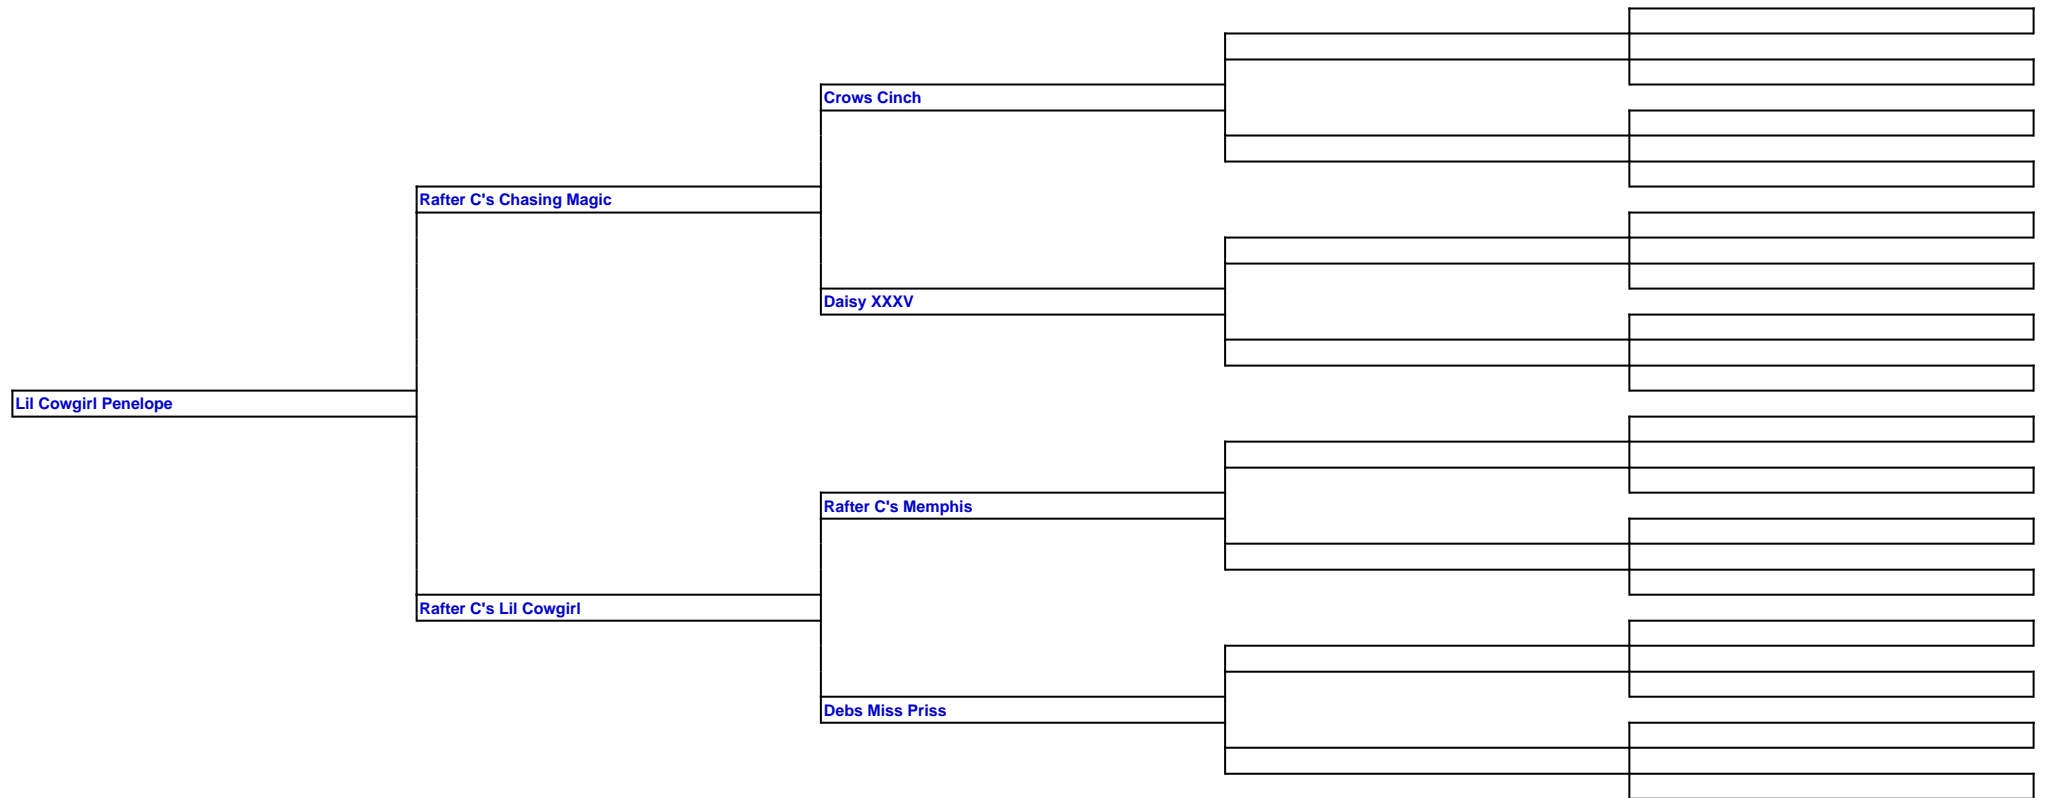 Crows Cinch
Rafter C's Chasing Magic
Daisy XXXV
Lil Cowgirl Penelope
Rafter C's Memphis
Rafter C's Lil Cowgirl
Debs Miss Priss